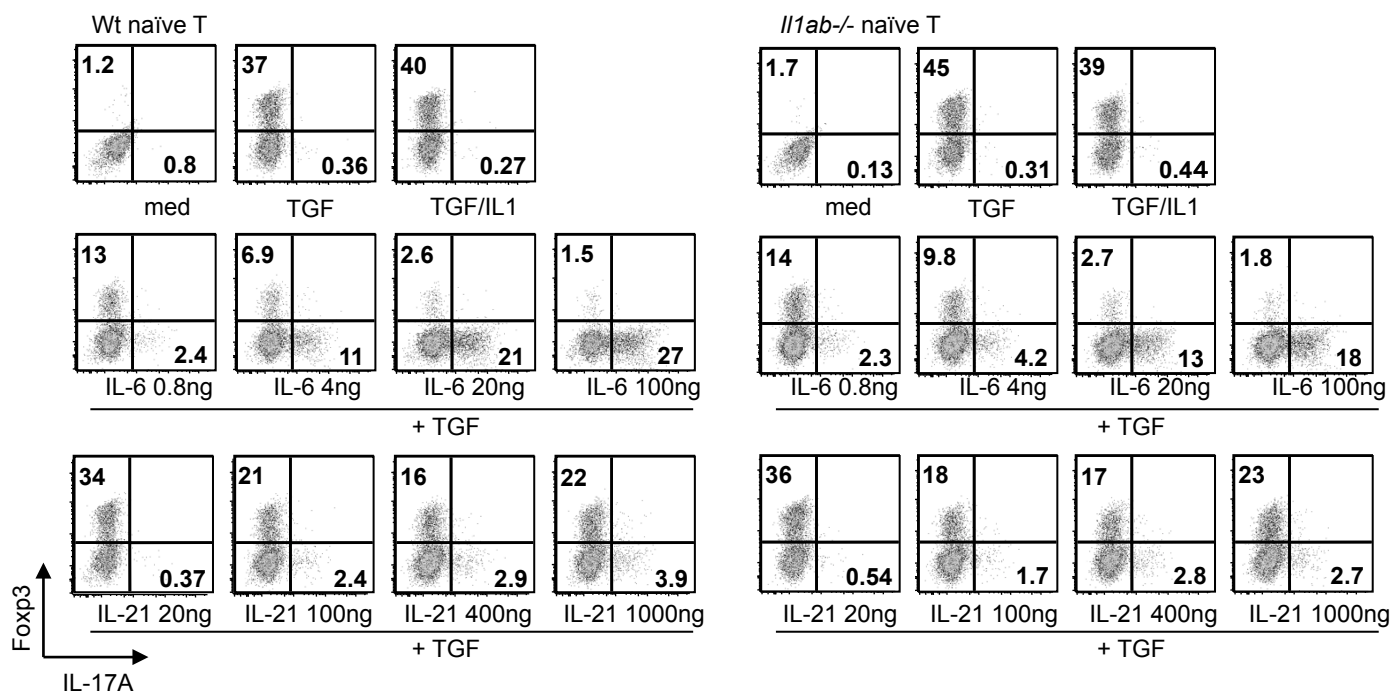 Wt naïve T
Il1ab-/- naïve T
1.2 37 40
0.8 0.36 0.27
med TGF TGF/IL1
1.7 45 39
0.13 0.31 0.44
med TGF TGF/IL1
13 6.9 2.6 1.5
2.4 11 21 27
IL-6 0.8ng IL-6 4ng IL-6 20ng IL-6 100ng
+ TGF
14 9.8 2.7 1.8
2.3 4.2 13 18
IL-6 0.8ng IL-6 4ng IL-6 20ng IL-6 100ng
+ TGF
34 21 16 22
0.37 2.4 2.9 3.9
IL-21 20ng IL-21 100ng IL-21 400ng IL-21 1000ng
+ TGF
36 18 17 23
0.54 1.7 2.8 2.7
IL-21 20ng IL-21 100ng IL-21 400ng IL-21 1000ng
+ TGF
Foxp3
IL-17A